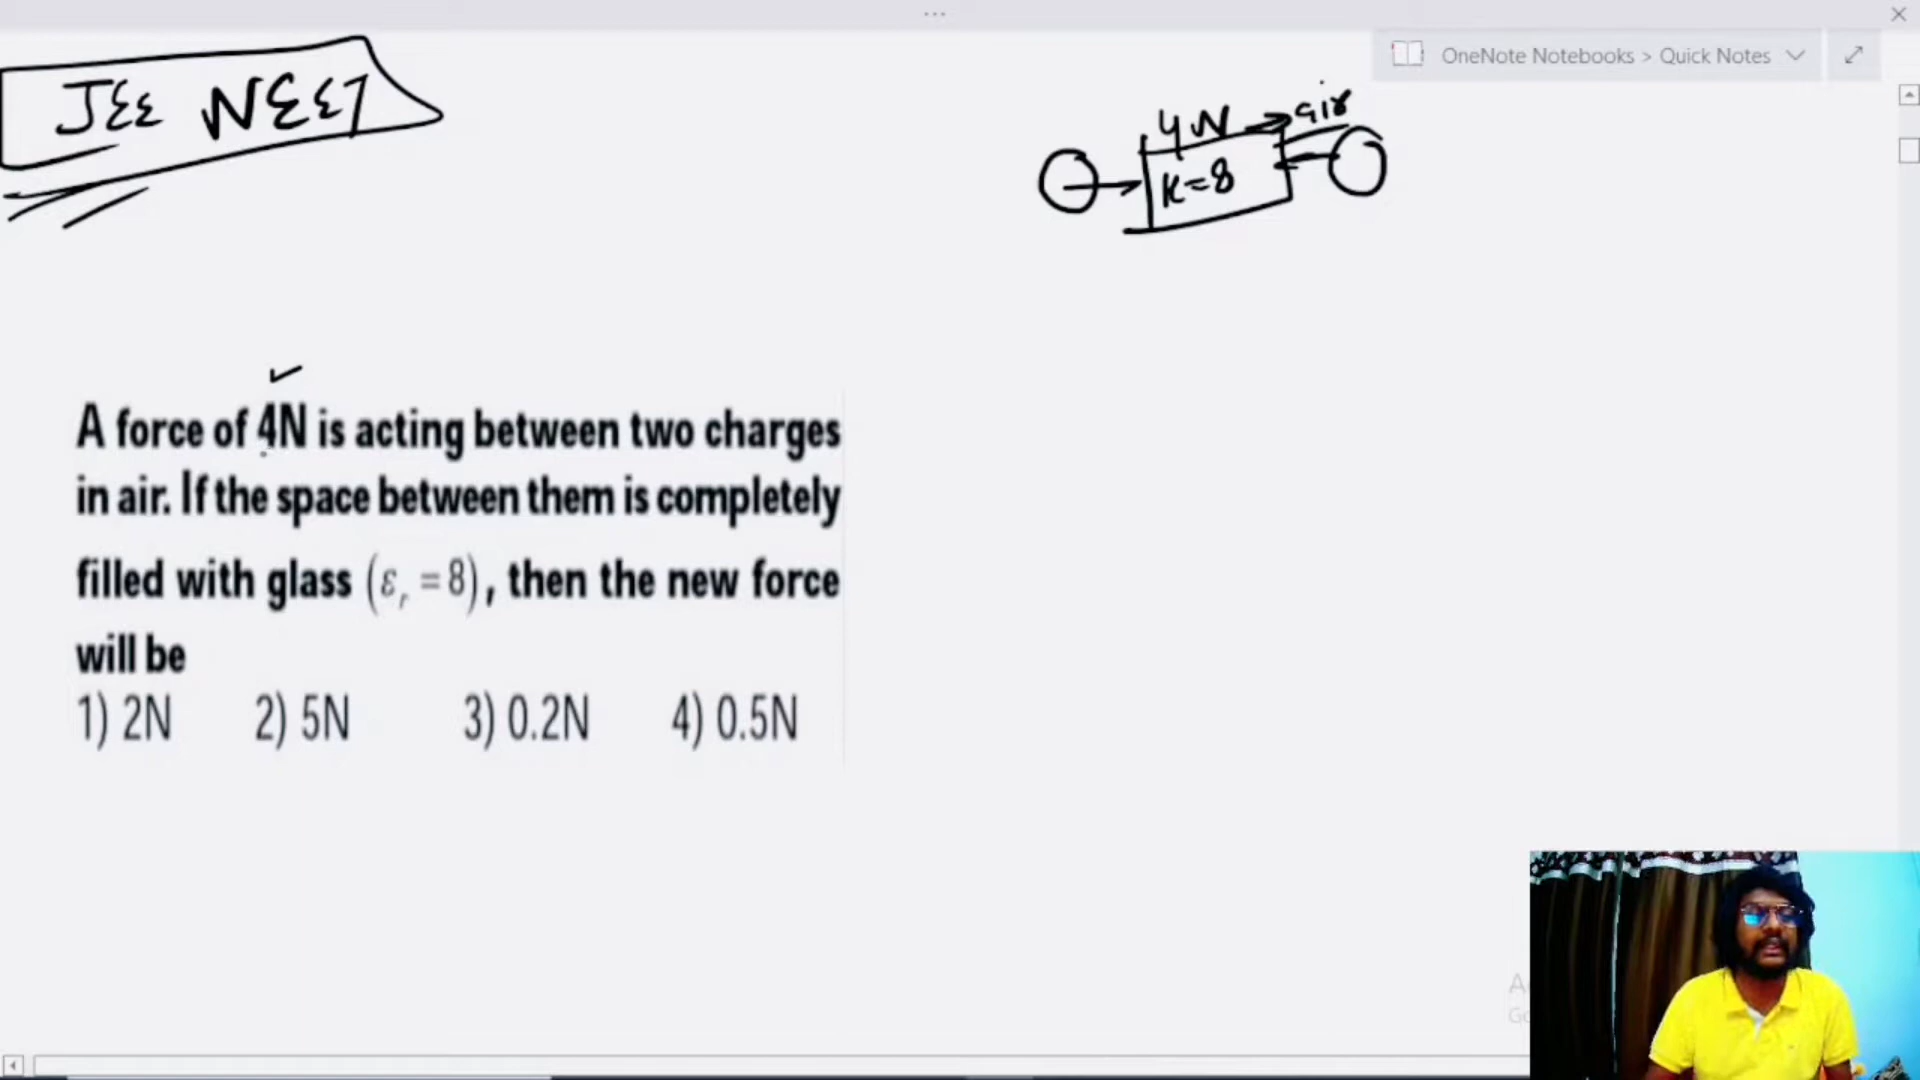 ...
OneNote Notebooks > Quick Notes
JEE NEET
4N → air
K=8
A force of 4N is acting between two charges
in air. If the space between them is completely
filled with glass (εᵣ = 8), then the new force
will be
1) 2N 2) 5N 3) 0.2N 4) 0.5N